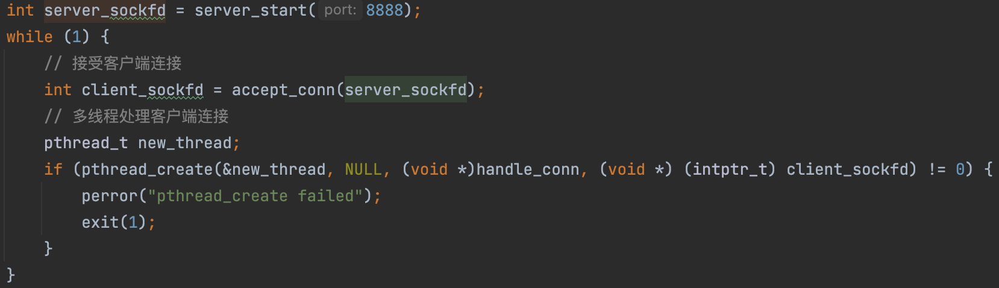 int server_sockfd = server_start( port: 8888);
while (1) {
    // 接受客户端连接
    int client_sockfd = accept_conn(server_sockfd);
    // 多线程处理客户端连接
    pthread_t new_thread;
    if (pthread_create(&new_thread, NULL, (void *)handle_conn, (void *) (intptr_t) client_sockfd) != 0) {
        perror("pthread_create failed");
        exit(1);
    }
}